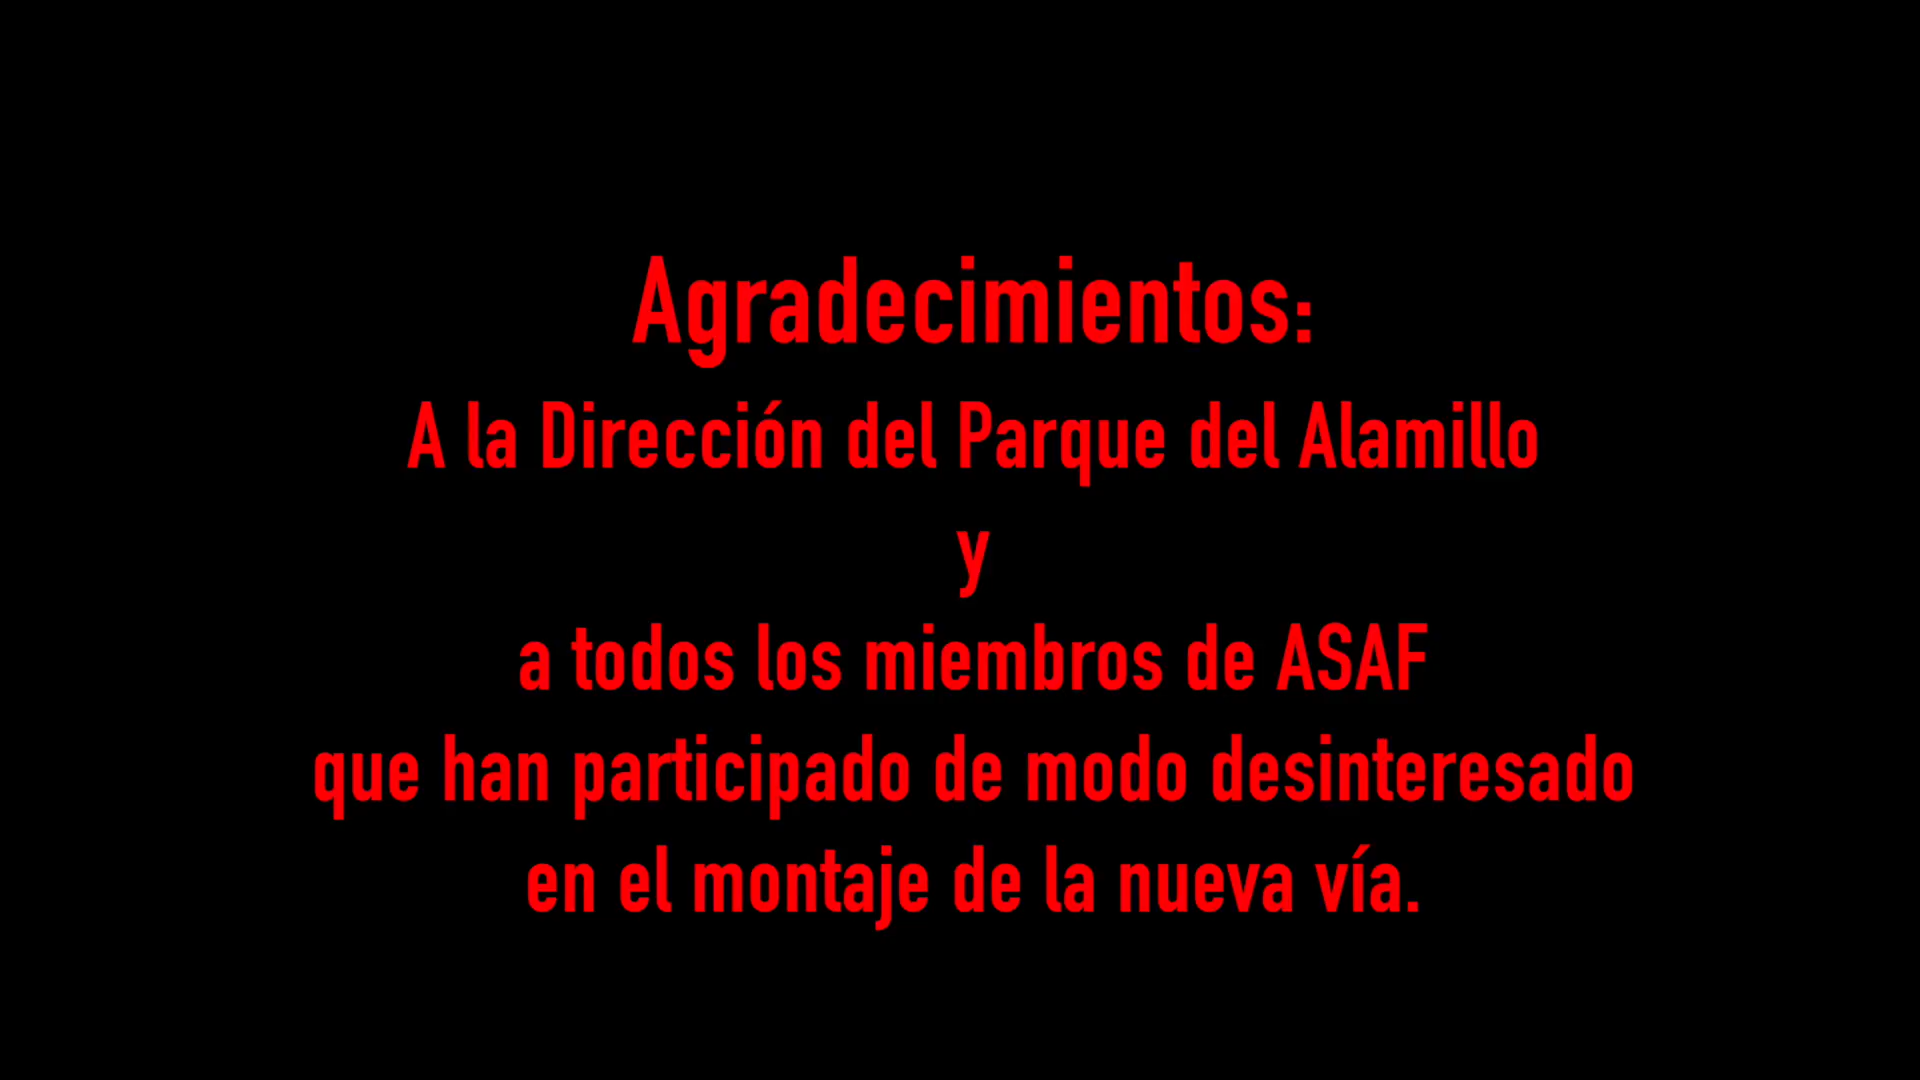 Agradecimientos:
A la Dirección del Parque del Alamillo
y
a todos los miembros de ASAF
que han participado de modo desinteresado
en el montaje de la nueva vía.